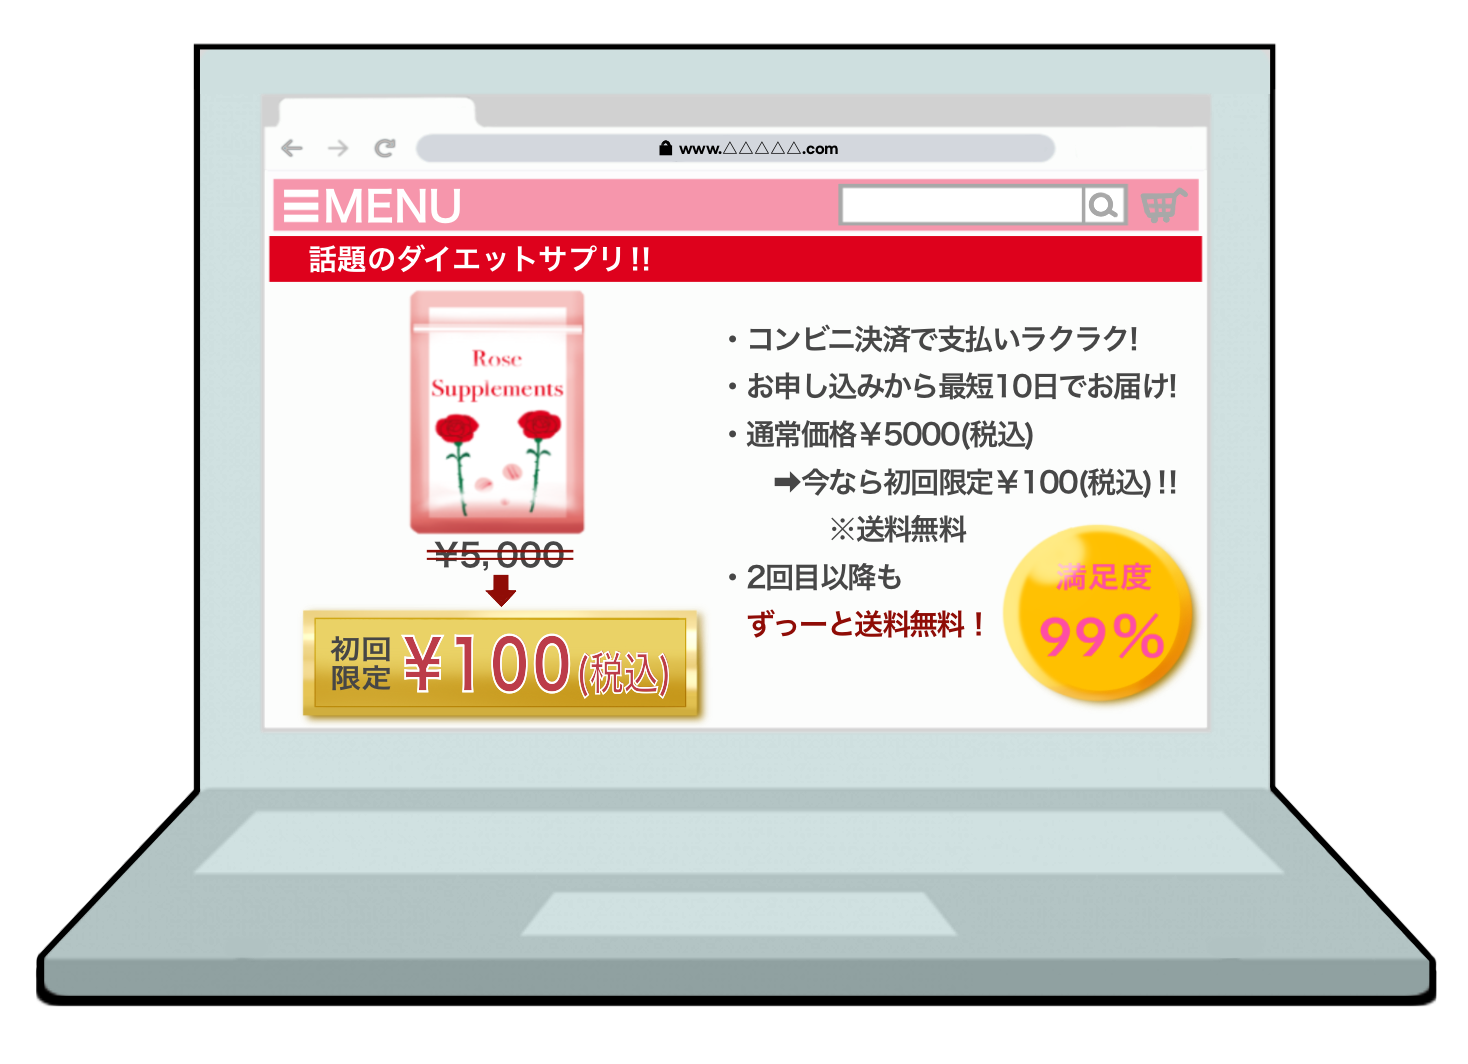 www.△△△△△.com
MENU
話題のダイエットサプリ!!
Rose
Supplements
¥5,000
初回
限定
¥100(税込)
・コンビニ決済で支払いラクラク!
・お申し込みから最短10日でお届け!
・通常価格¥5000(税込)
➡今なら初回限定¥100(税込)!!
※送料無料
・2回目以降も
ずっーと送料無料!
満足度
99%